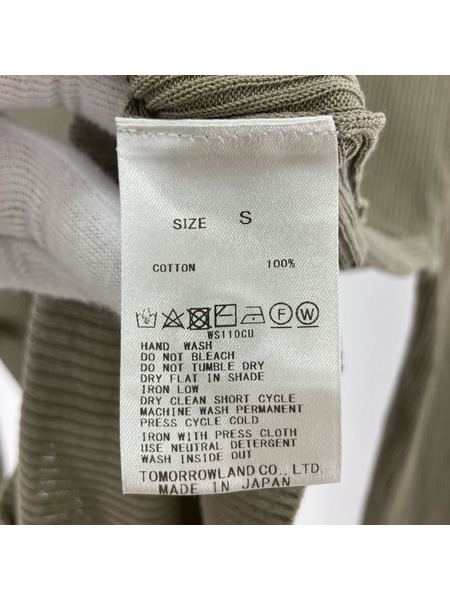 SIZE S
COTTON 100%
F W
WS110CU
HAND WASH
DO NOT BLEACH
DO NOT TUMBLE DRY
DRY FLAT IN SHADE
IRON LOW
DRY CLEAN SHORT CYCLE
MACHINE WASH PERMANENT
PRESS CYCLE COLD
IRON WITH PRESS CLOTH
USE NEUTRAL DETERGENT
WASH INSIDE OUT
TOMORROWLAND CO., LTD.
MADE IN JAPAN